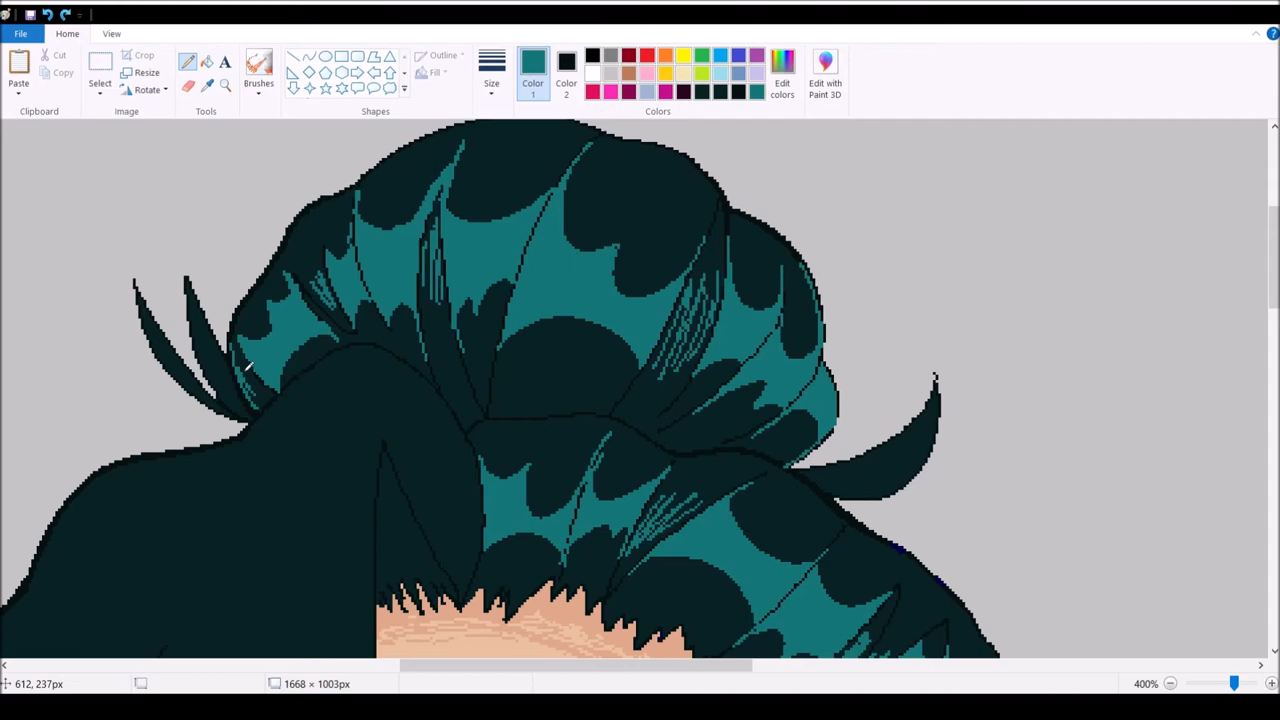 File
Home
View
Paste
Cut
Copy
Clipboard
Select
Crop
Resize
Rotate
Image
A
Tools
Brushes
Outline
Fill
Shapes
Size
Color
1
Color
2
Edit
colors
Edit with
Paint 3D
Colors
612, 237px
1668 × 1003px
400%